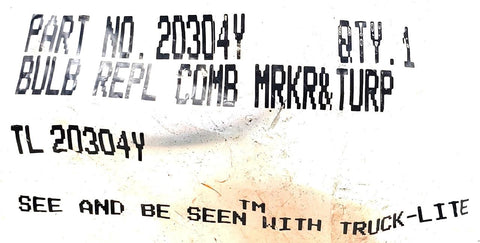 PART NO. 20304Y QTY.1
BULB REPL COMB MRKR&TURP
TL 20304Y
SEE AND BE SEEN™ WITH TRUCK-LITE